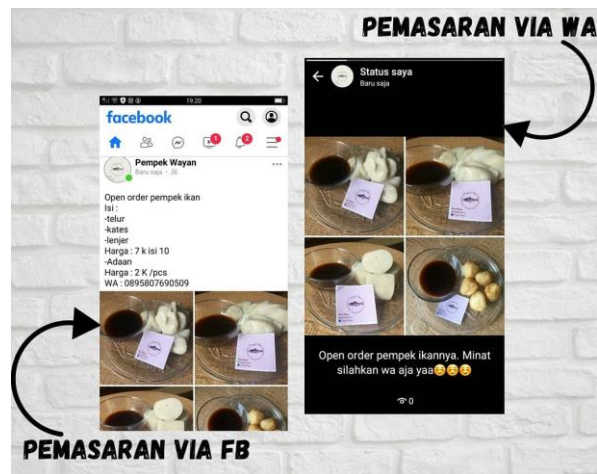 PEMASARAN VIA WA
Status saya
Baru saja
19.20
facebook
Pempek Wayan
Baru saja
Open order pempek ikan
Isi :
-telur
-kates
-lenjer
Harga : 7 k isi 10
-Adaan
Harga : 2 K /pcs
WA : 0895807690509
Open order pempek ikannya. Minat
silahkan wa aja yaa😊😊😊
0
PEMASARAN VIA FB